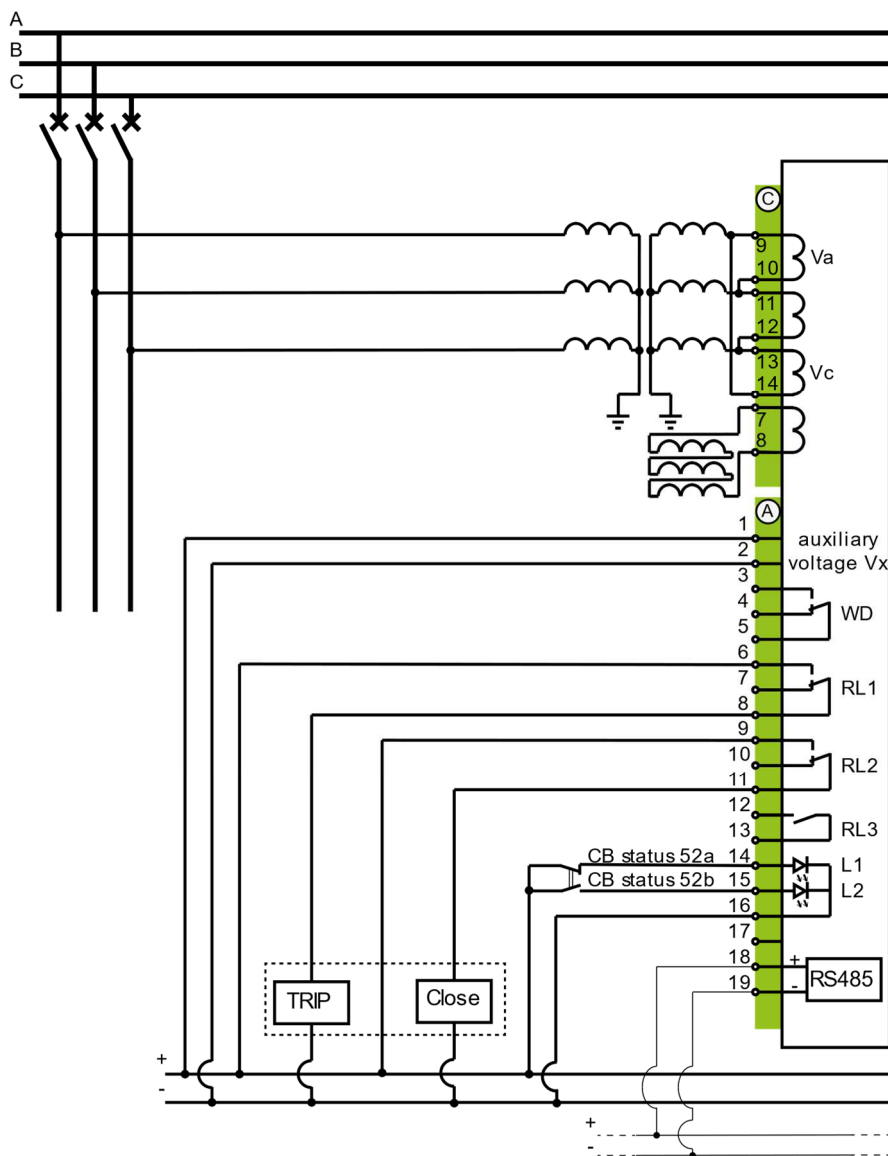 A
B
C
C
9
Va
10
11
12
13
Vc
14
7
8
A
1
auxiliary
2
voltage Vx
3
4
WD
5
6
7
RL1
8
9
10
RL2
11
12
RL3
13
CB status 52a 14 L1
CB status 52b 15 L2
16
17
18 +
RS485
19 -
TRIP
Close
+
-
+
-